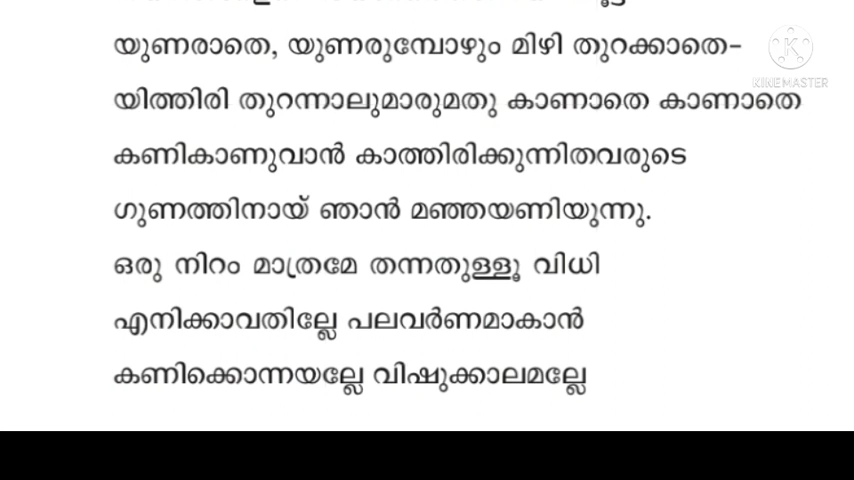 യുണരാതെ, യുണരുമ്പോഴും മിഴി തുറക്കാതെ-
യിത്തിരി തുറന്നാലുമാരുമതു കാണാതെ കാണാതെ
കണികാണുവാൻ കാത്തിരിക്കുന്നിതവരുടെ
ഗുണത്തിനായ് ഞാൻ മഞ്ഞയണിയുന്നു.
ഒരു നിറം മാത്രമേ തന്നതുള്ളൂ വിധി
എനിക്കാവതില്ലേ പലവർണമാകാൻ
കണിക്കൊന്നയല്ലേ വിഷുക്കാലമല്ലേ
KINEMASTER